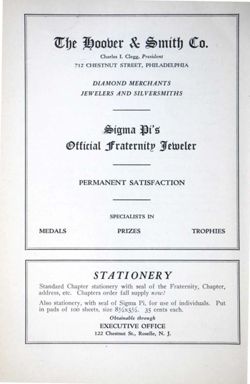 The Hoover & Smith Co.
Charles I. Clegg, President
712 CHESTNUT STREET, PHILADELPHIA
DIAMOND MERCHANTS
JEWELERS AND SILVERSMITHS
Sigma Pi's
Official Fraternity Jeweler
PERMANENT SATISFACTION
SPECIALISTS IN
MEDALS PRIZES TROPHIES
STATIONERY
Standard Chapter stationery with seal of the Fraternity, Chapter,
address, etc. Chapters order fall supply now!
Also stationery, with seal of Sigma Pi, for use of individuals. Put
in pads of 100 sheets, size 8½x5½. 35 cents each.
Obtainable through
EXECUTIVE OFFICE
122 Chestnut St., Roselle, N. J.